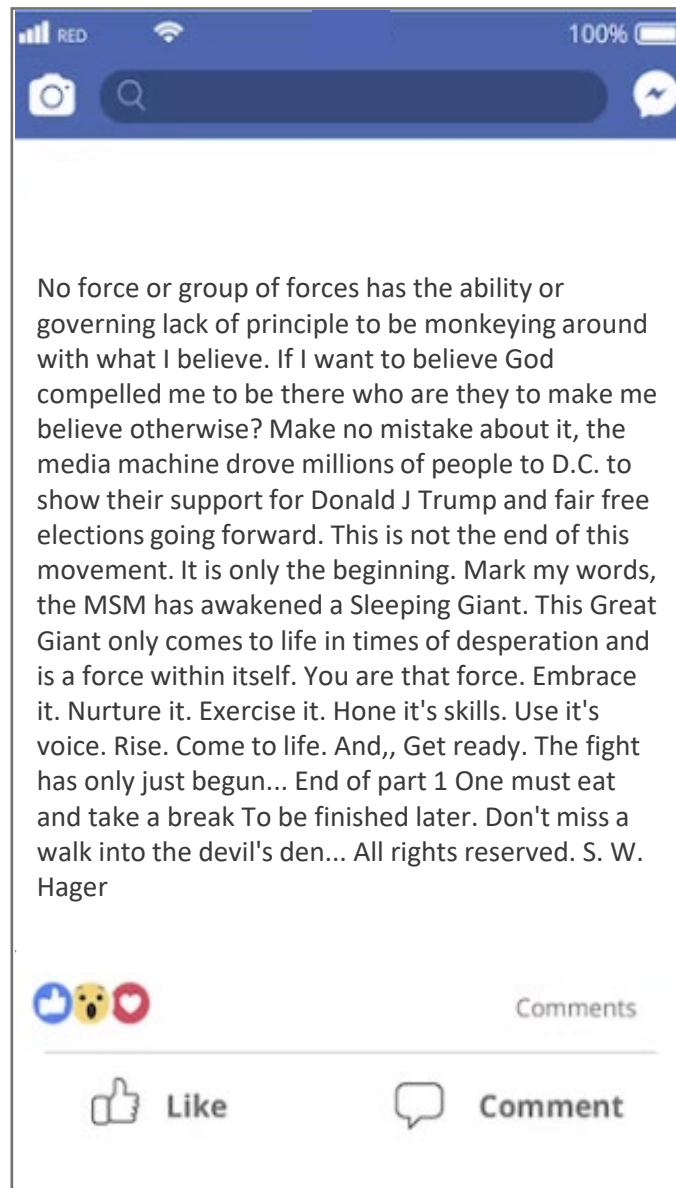 RED
100%
No force or group of forces has the ability or
governing lack of principle to be monkeying around
with what I believe. If I want to believe God
compelled me to be there who are they to make me
believe otherwise? Make no mistake about it, the
media machine drove millions of people to D.C. to
show their support for Donald J Trump and fair free
elections going forward. This is not the end of this
movement. It is only the beginning. Mark my words,
the MSM has awakened a Sleeping Giant. This Great
Giant only comes to life in times of desperation and
is a force within itself. You are that force. Embrace
it. Nurture it. Exercise it. Hone it's skills. Use it's
voice. Rise. Come to life. And,, Get ready. The fight
has only just begun... End of part 1 One must eat
and take a break To be finished later. Don't miss a
walk into the devil's den... All rights reserved. S. W.
Hager
Comments
Like
Comment